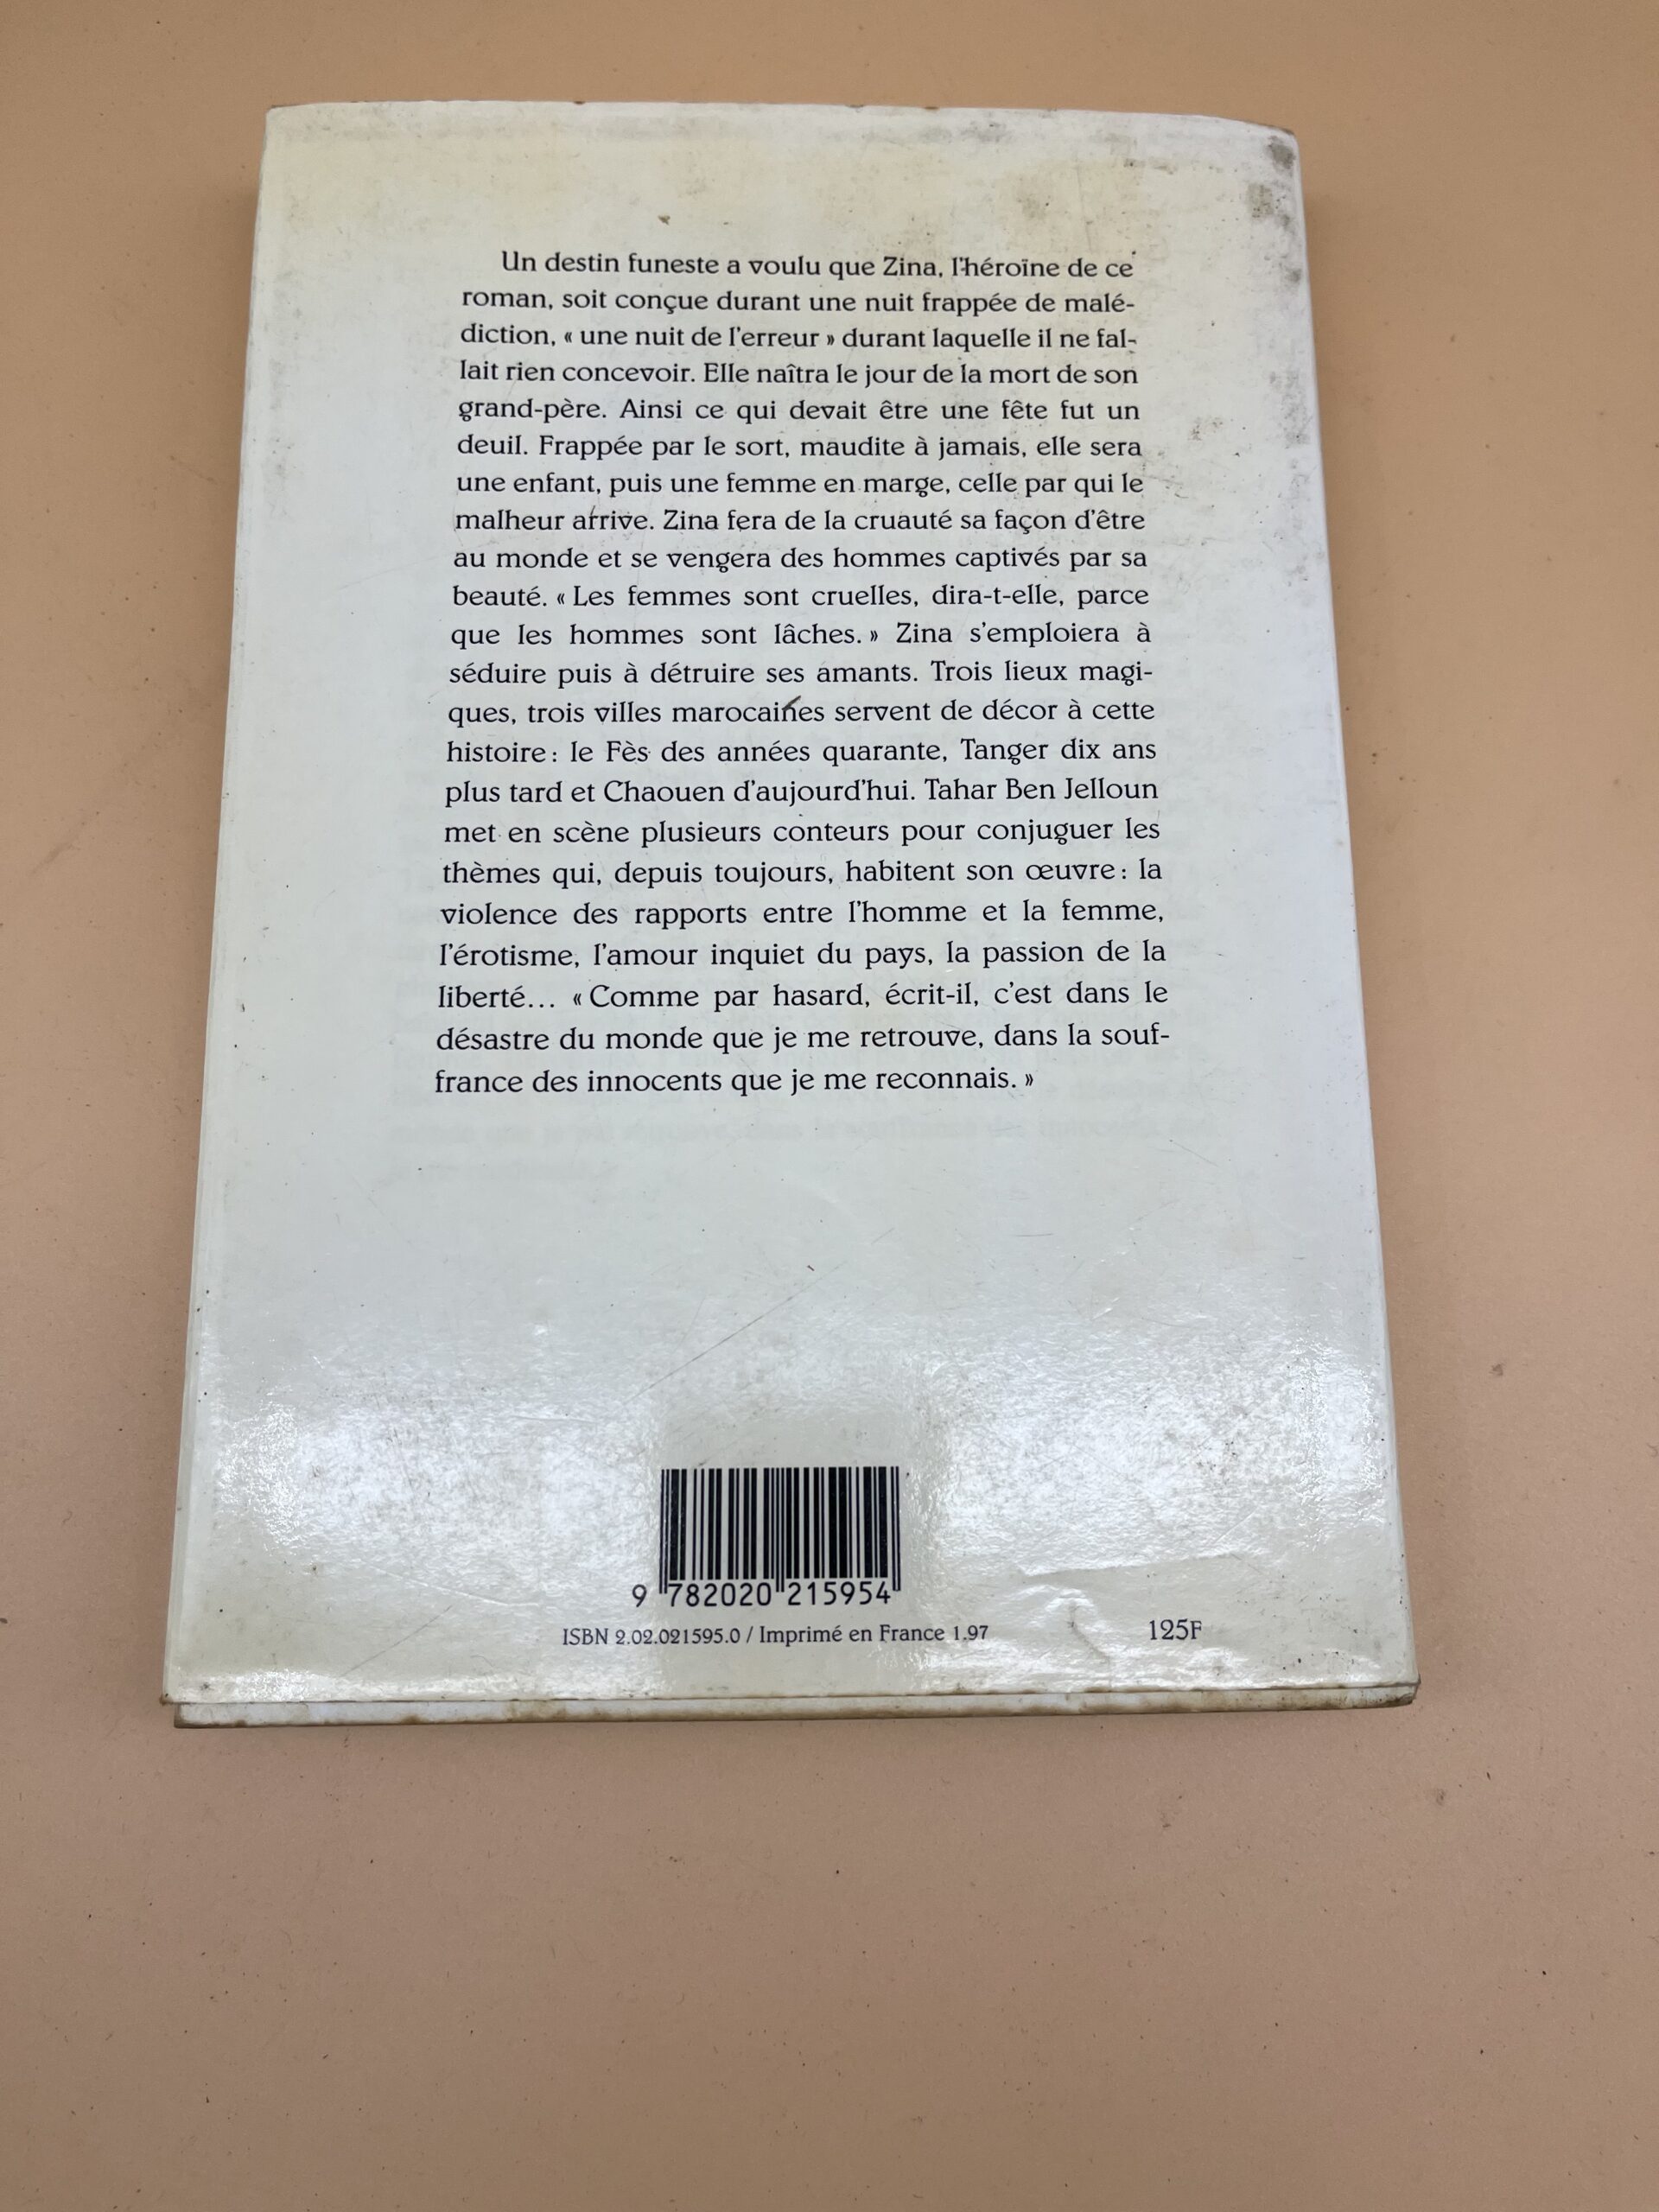 Un destin funeste a voulu que Zina, l'héroïne de ce
roman, soit conçue durant une nuit frappée de malé-
diction, « une nuit de l'erreur » durant laquelle il ne fal-
lait rien concevoir. Elle naîtra le jour de la mort de son
grand-père. Ainsi ce qui devait être une fête fut un
deuil. Frappée par le sort, maudite à jamais, elle sera
une enfant, puis une femme en marge, celle par qui le
malheur arrive. Zina fera de la cruauté sa façon d'être
au monde et se vengera des hommes captivés par sa
beauté. « Les femmes sont cruelles, dira-t-elle, parce
que les hommes sont lâches. » Zina s'emploiera à
séduire puis à détruire ses amants. Trois lieux magi-
ques, trois villes marocaines servent de décor à cette
histoire : le Fès des années quarante, Tanger dix ans
plus tard et Chaouen d'aujourd'hui. Tahar Ben Jelloun
met en scène plusieurs conteurs pour conjuguer les
thèmes qui, depuis toujours, habitent son œuvre : la
violence des rapports entre l'homme et la femme,
l'érotisme, l'amour inquiet du pays, la passion de la
liberté… « Comme par hasard, écrit-il, c'est dans le
désastre du monde que je me retrouve, dans la souf-
france des innocents que je me reconnais. »
9 782020 215954
ISBN 2.02.021595.0 / Imprimé en France 1.97
125F